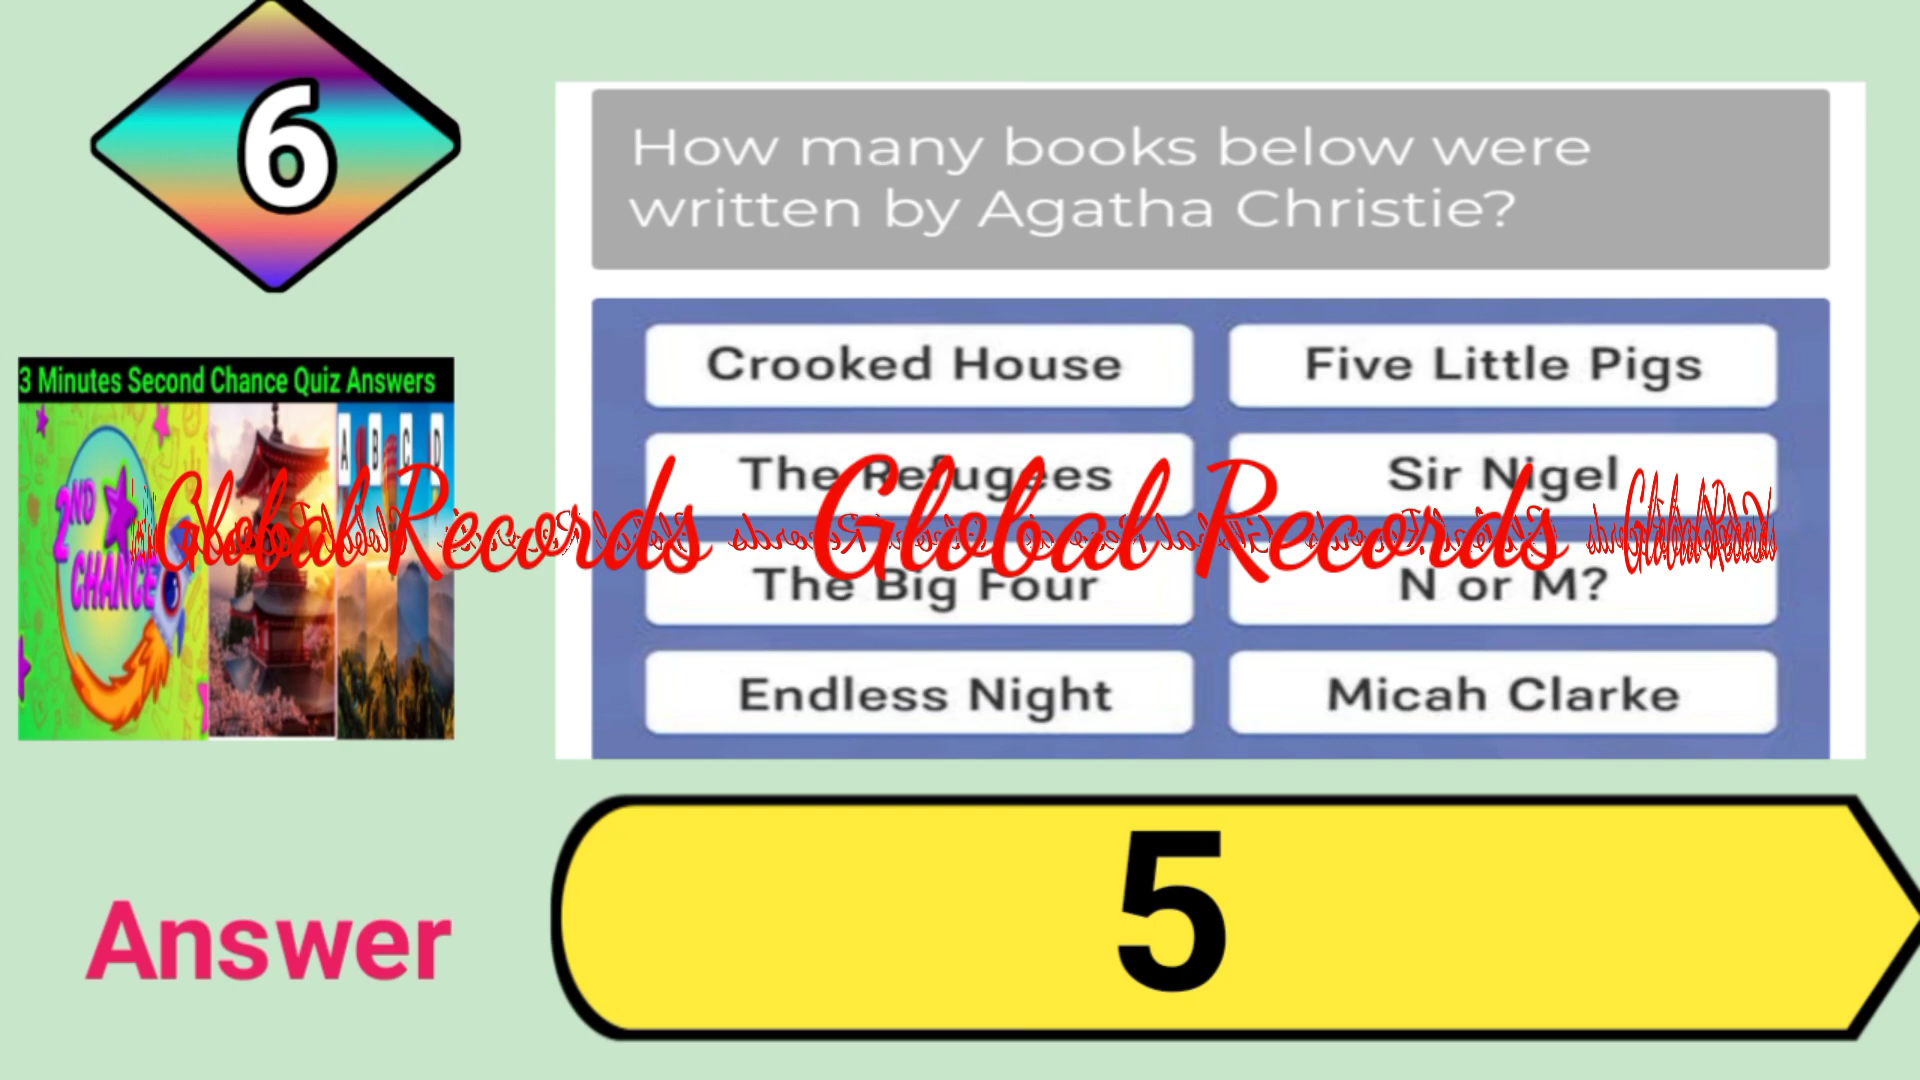 6
How many books below were
written by Agatha Christie?
3 Minutes Second Chance Quiz Answers
2ND
CHANCE
A B C D
Crooked House
Five Little Pigs
The Refugees
Sir Nigel
Global Records Global Records
The Big Four
N or M?
Endless Night
Micah Clarke
Answer
5